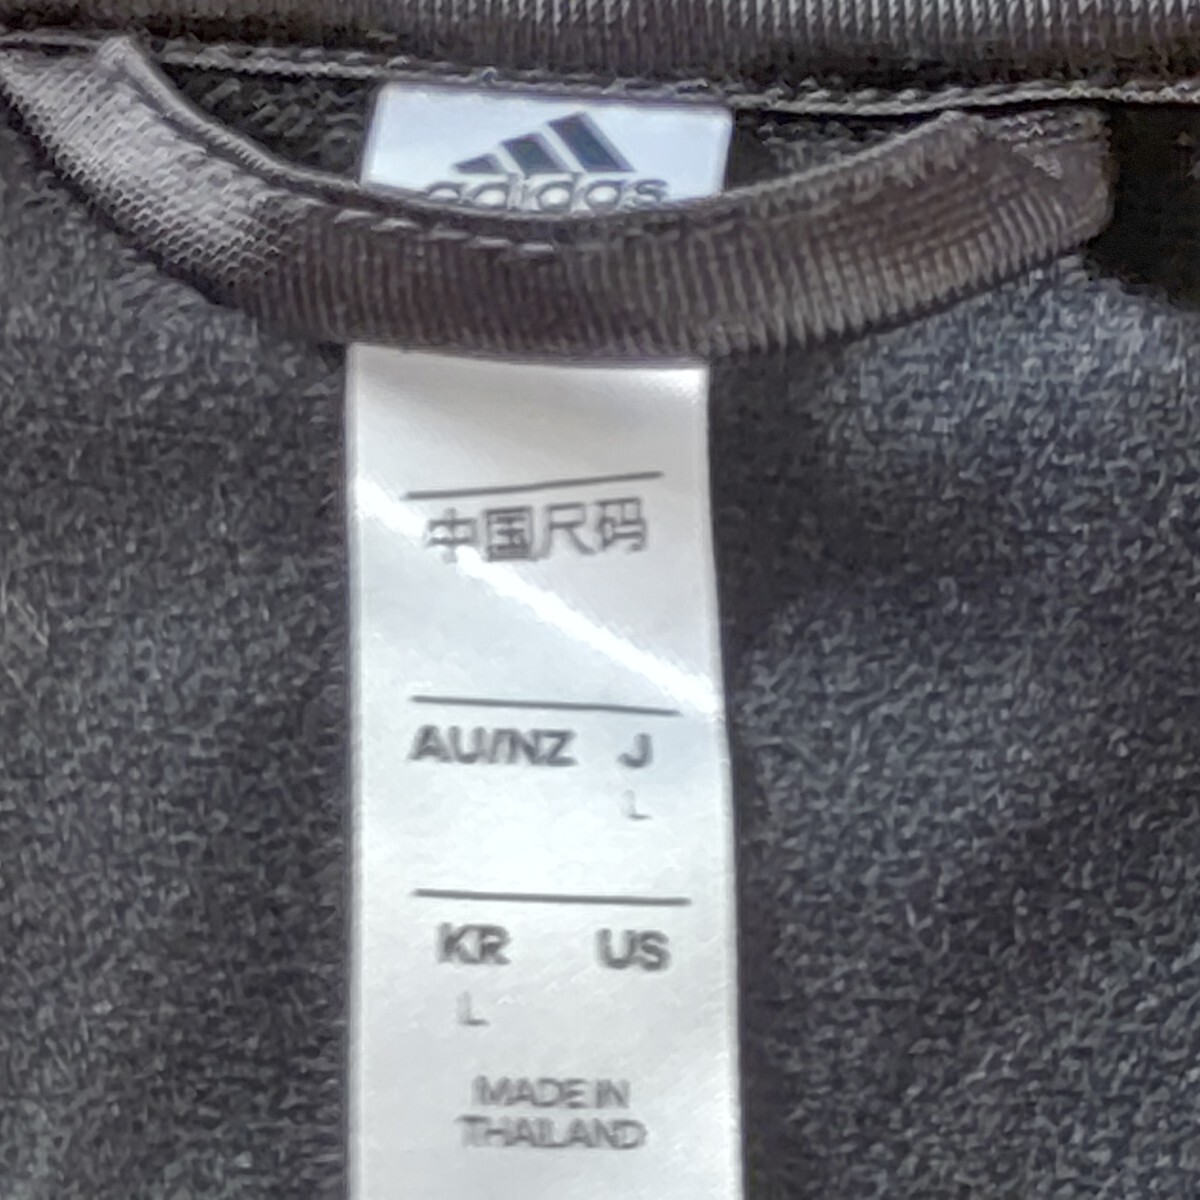 adidas
中国尺码
AU/NZ J
L
KR US
L
MADE IN
THAILAND